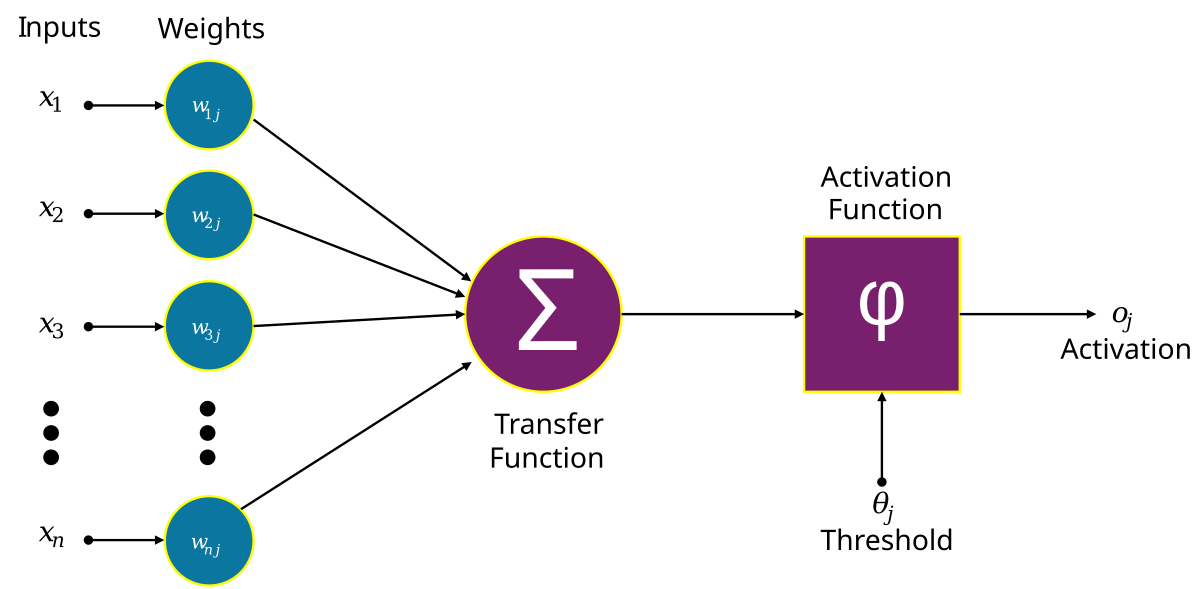 Inputs
Weights
x1
w1j
x2
w2j
x3
w3j
xn
wnj
Σ
Transfer
Function
Activation
Function
φ
θj
Threshold
oj
Activation